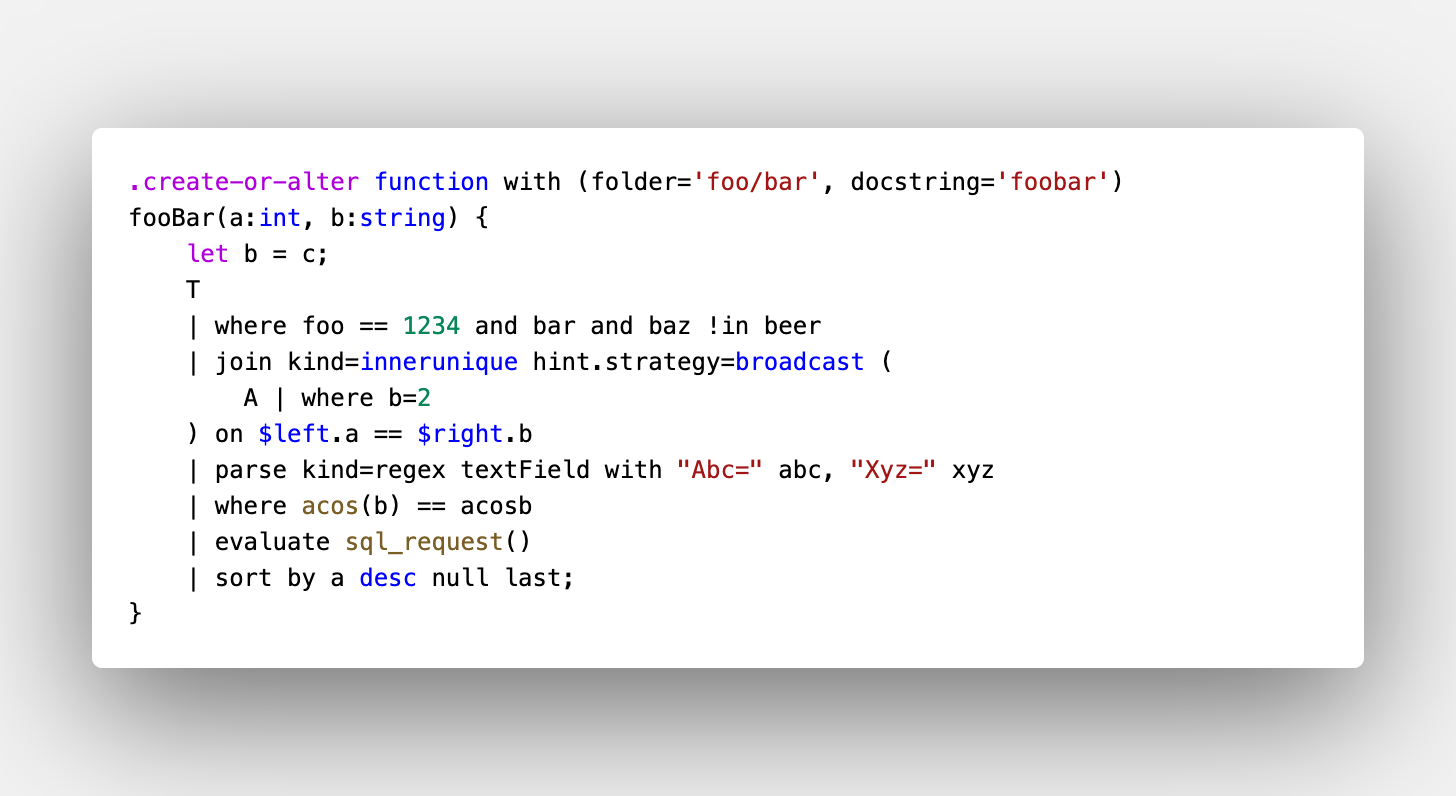 .create-or-alter function with (folder='foo/bar', docstring='foobar')
fooBar(a:int, b:string) {
    let b = c;
    T
    | where foo == 1234 and bar and baz !in beer
    | join kind=innerunique hint.strategy=broadcast (
        A | where b=2
    ) on $left.a == $right.b
    | parse kind=regex textField with "Abc=" abc, "Xyz=" xyz
    | where acos(b) == acosb
    | evaluate sql_request()
    | sort by a desc null last;
}